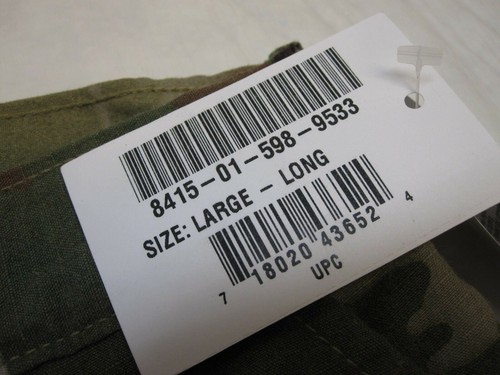 8415-01-598-9533
SIZE: LARGE - LONG
7 18020 43652 4
UPC